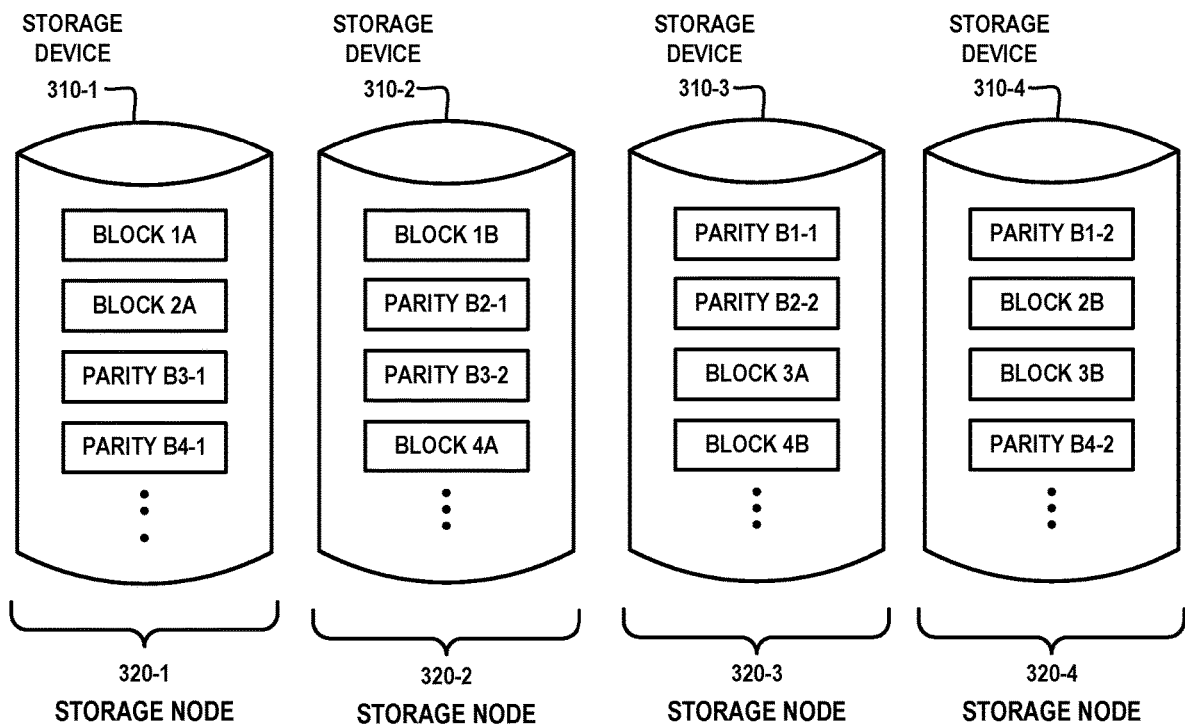 STORAGE
DEVICE
310-1
STORAGE
DEVICE
310-2
STORAGE
DEVICE
310-3
STORAGE
DEVICE
310-4
BLOCK 1A
BLOCK 2A
PARITY B3-1
PARITY B4-1
BLOCK 1B
PARITY B2-1
PARITY B3-2
BLOCK 4A
PARITY B1-1
PARITY B2-2
BLOCK 3A
BLOCK 4B
PARITY B1-2
BLOCK 2B
BLOCK 3B
PARITY B4-2
320-1
STORAGE NODE
320-2
STORAGE NODE
320-3
STORAGE NODE
320-4
STORAGE NODE